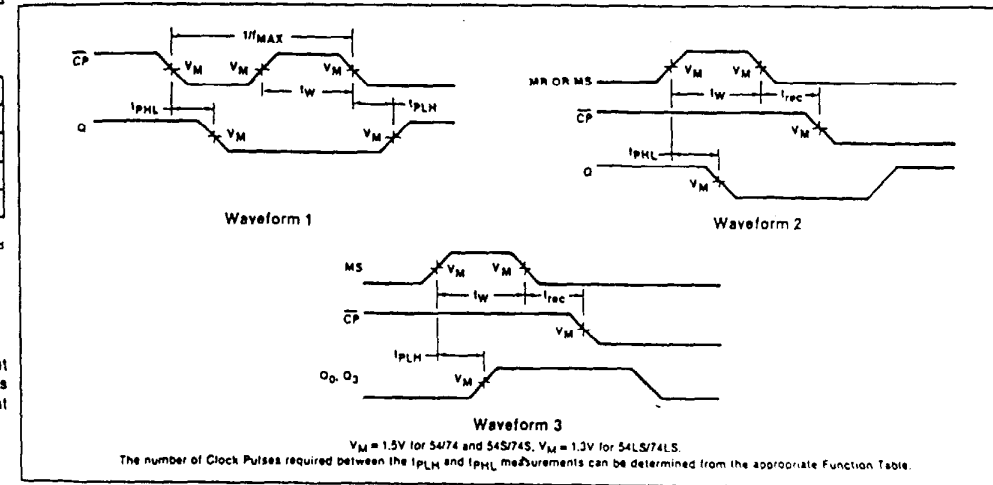 1/fMAX
CP VM VM VM
tW
tPHL tPLH
Q VM VM
Waveform 1
MR OR MS VM VM
tW trec
CP VM
tPHL
Q VM
Waveform 2
MS VM VM
tW trec
CP VM
tPLH
Q0, Q3 VM
Waveform 3
VM = 1.5V for 54/74 and 54S/74S, VM = 1.3V for 54LS/74LS.
The number of Clock Pulses required between the tPLH and tPHL measurements can be determined from the appropriate Function Table.